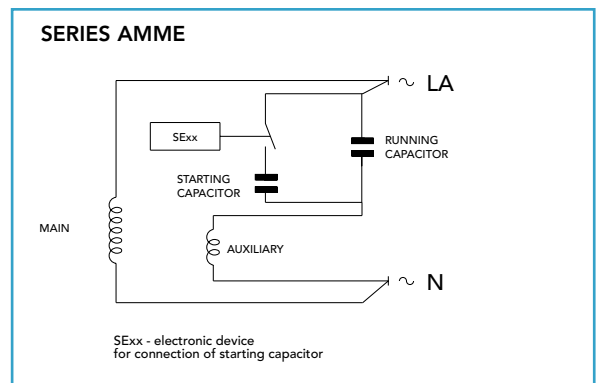 SERIES AMME
∼ LA
SExx
RUNNING
CAPACITOR
STARTING
CAPACITOR
MAIN
AUXILIARY
∼ N
SExx - electronic device
for connection of starting capacitor